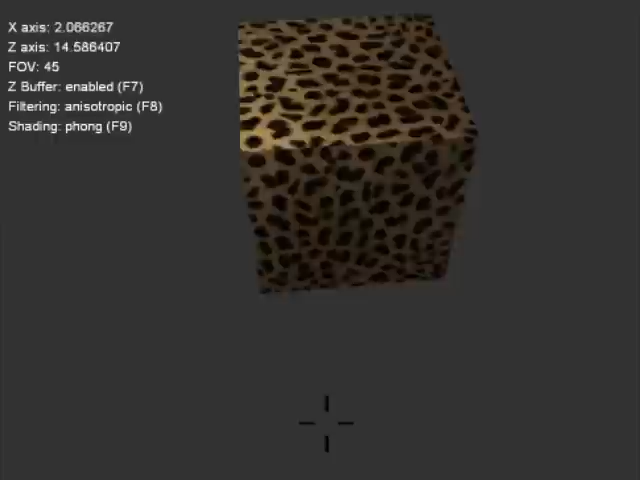 X axis: 2.066267
Z axis: 14.586407
FOV: 45
Z Buffer: enabled (F7)
Filtering: anisotropic (F8)
Shading: phong (F9)